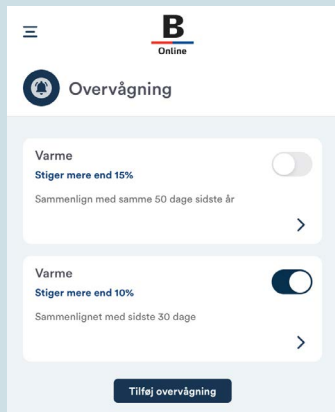 B
Online
Overvågning
Varme
Stiger mere end 15%
Sammenlign med samme 50 dage sidste år
Varme
Stiger mere end 10%
Sammenlignet med sidste 30 dage
Tilføj overvågning